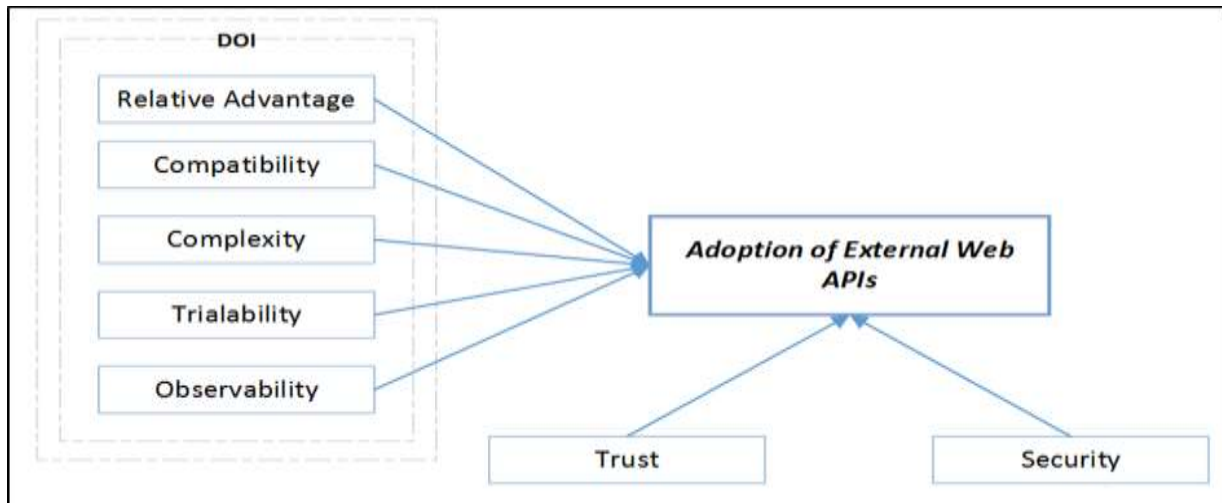 DOI
Relative Advantage
Compatibility
Complexity
Trialability
Observability
Adoption of External Web
APIs
Trust
Security